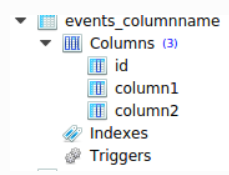 events_columnname
Columns (3)
id
column1
column2
Indexes
Triggers